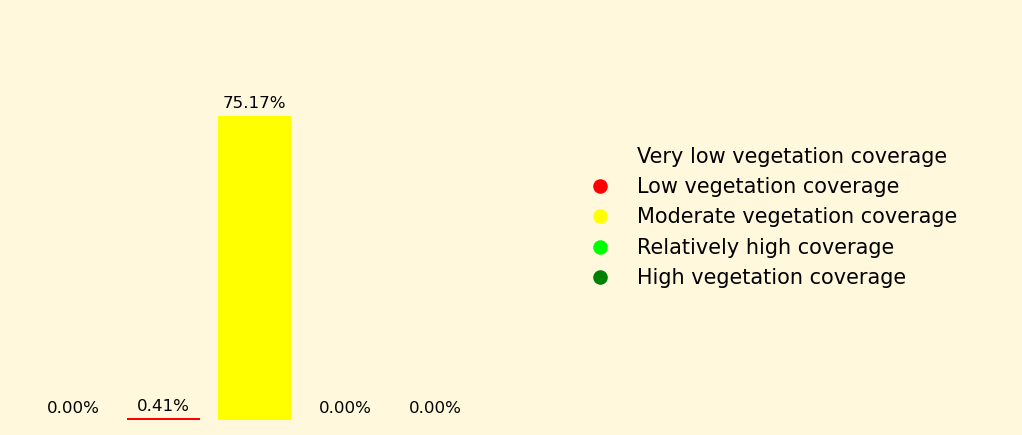 75.17%
0.00%
0.41%
0.00%
0.00%
Very low vegetation coverage
Low vegetation coverage
Moderate vegetation coverage
Relatively high coverage
High vegetation coverage